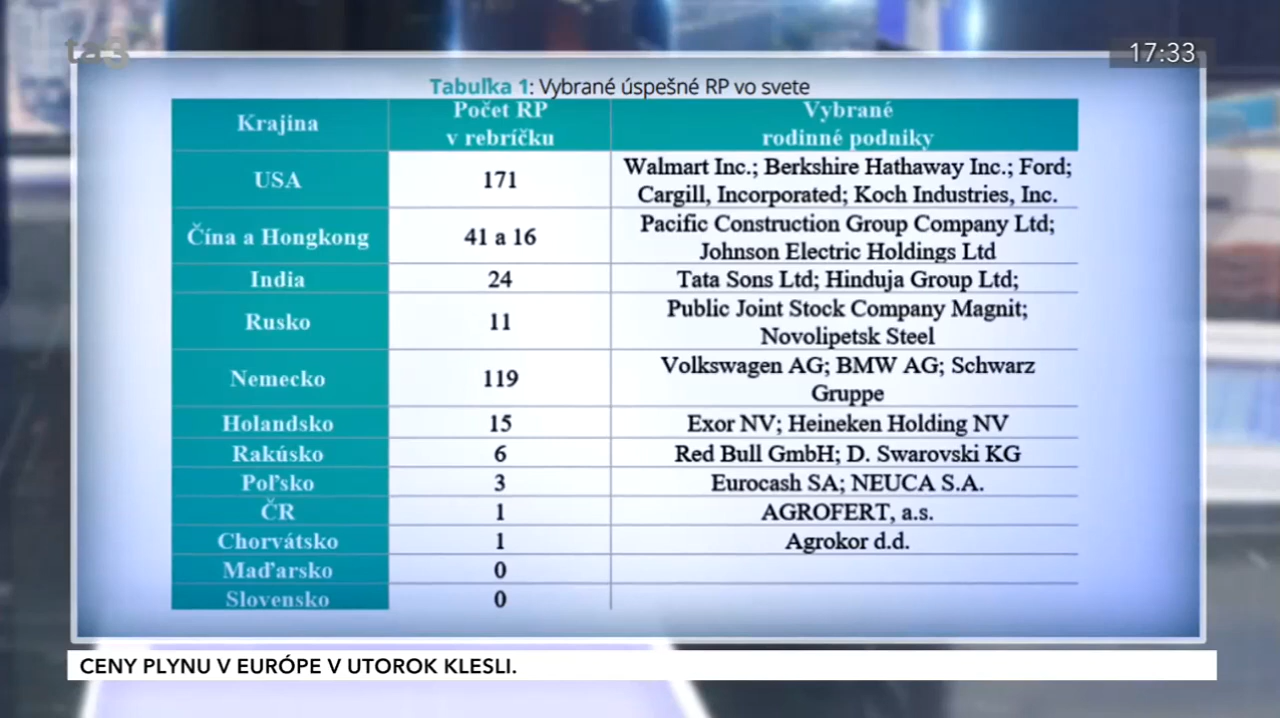 ta3
17:33
Tabuľka 1: Vybrané úspešné RP vo svete
Krajina
Počet RP
v rebríčku
Vybrané
rodinné podniky
USA
171
Walmart Inc.; Berkshire Hathaway Inc.; Ford;
Cargill, Incorporated; Koch Industries, Inc.
Čína a Hongkong
41 a 16
Pacific Construction Group Company Ltd;
Johnson Electric Holdings Ltd
India
24
Tata Sons Ltd; Hinduja Group Ltd;
Rusko
11
Public Joint Stock Company Magnit;
Novolipetsk Steel
Nemecko
119
Volkswagen AG; BMW AG; Schwarz
Gruppe
Holandsko
15
Exor NV; Heineken Holding NV
Rakúsko
6
Red Bull GmbH; D. Swarovski KG
Poľsko
3
Eurocash SA; NEUCA S.A.
ČR
1
AGROFERT, a.s.
Chorvátsko
1
Agrokor d.d.
Maďarsko
0
Slovensko
0
CENY PLYNU V EURÓPE V UTOROK KLESLI.